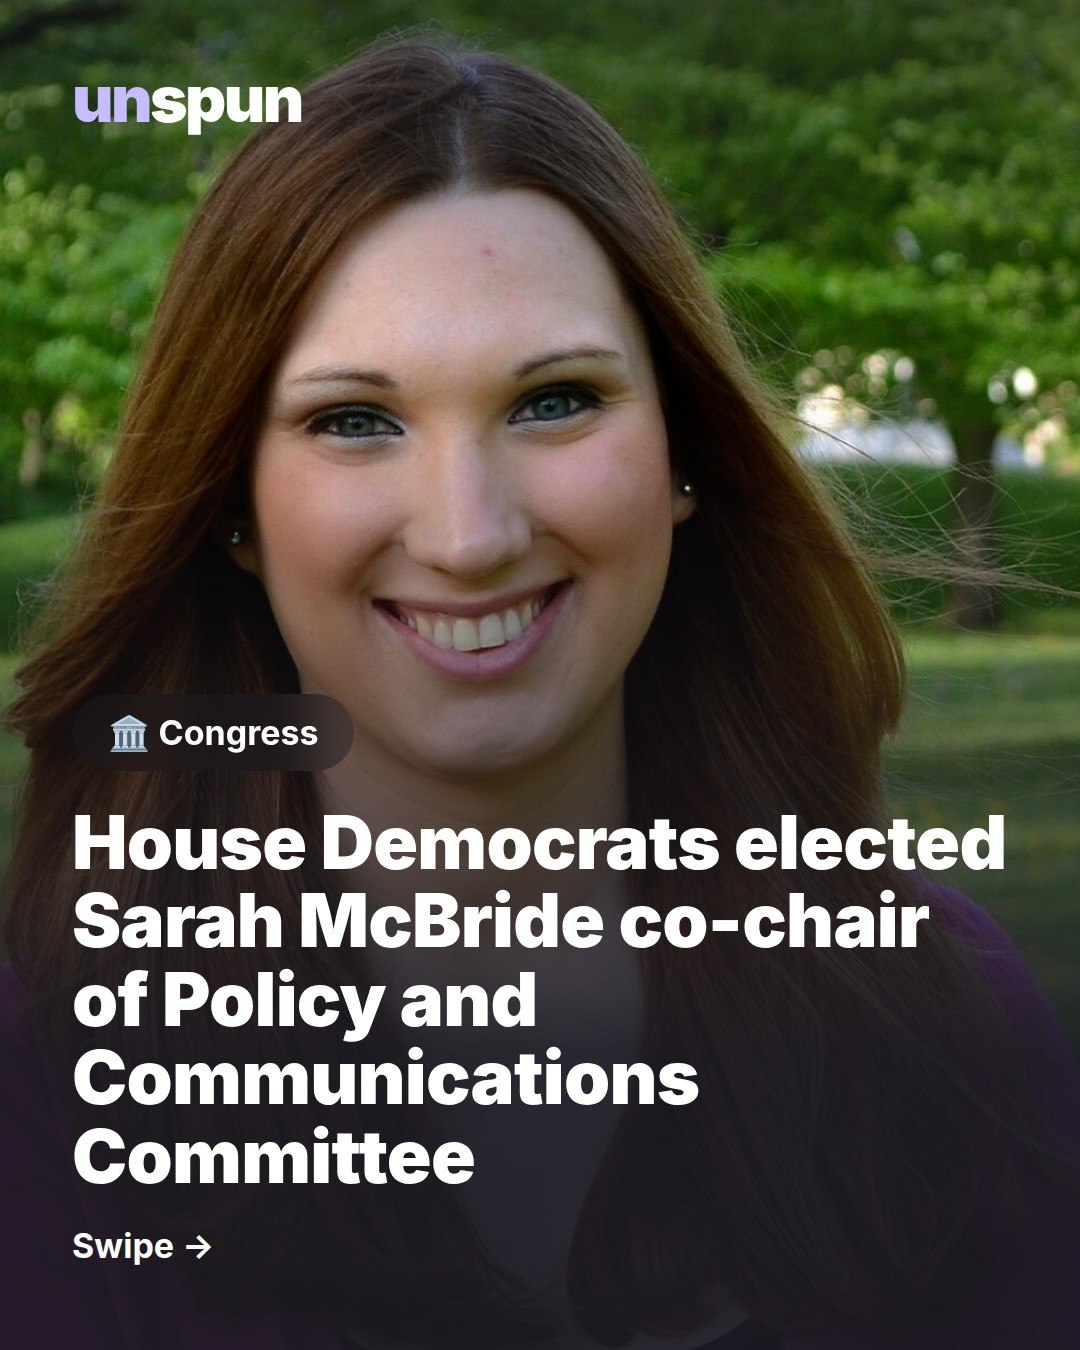 unspun
🏛️ Congress
House Democrats elected
Sarah McBride co-chair
of Policy and
Communications
Committee
Swipe →